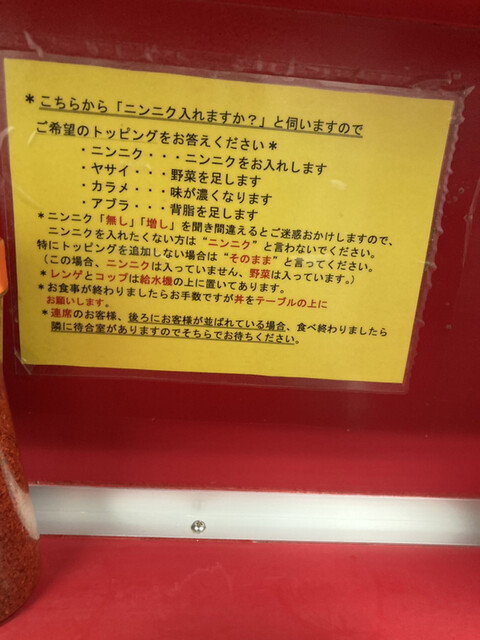 ＊こちらから「ニンニク入れますか？」と伺いますので
ご希望のトッピングをお答えください＊
・ニンニク・・・ニンニクをお入れします
・ヤサイ・・・野菜を足します
・カラメ・・・味が濃くなります
・アブラ・・・背脂を足します
＊ニンニク「無し」「増し」を聞き間違えるとご迷惑おかけしますので、
ニンニクを入れたくない方は“ニンニク”と言わないでください。
特にトッピングを追加しない場合は“そのまま”と言ってください。
（この場合、ニンニクは入っていません、野菜は入っています。）
＊レンゲとコップは給水機の上に置いてあります。
＊お食事が終わりましたらお手数ですが丼をテーブルの上に
お願いします。
＊連席のお客様、後ろにお客様が並ばれている場合、食べ終わりましたら
隣に待合室がありますのでそちらでお待ちください。